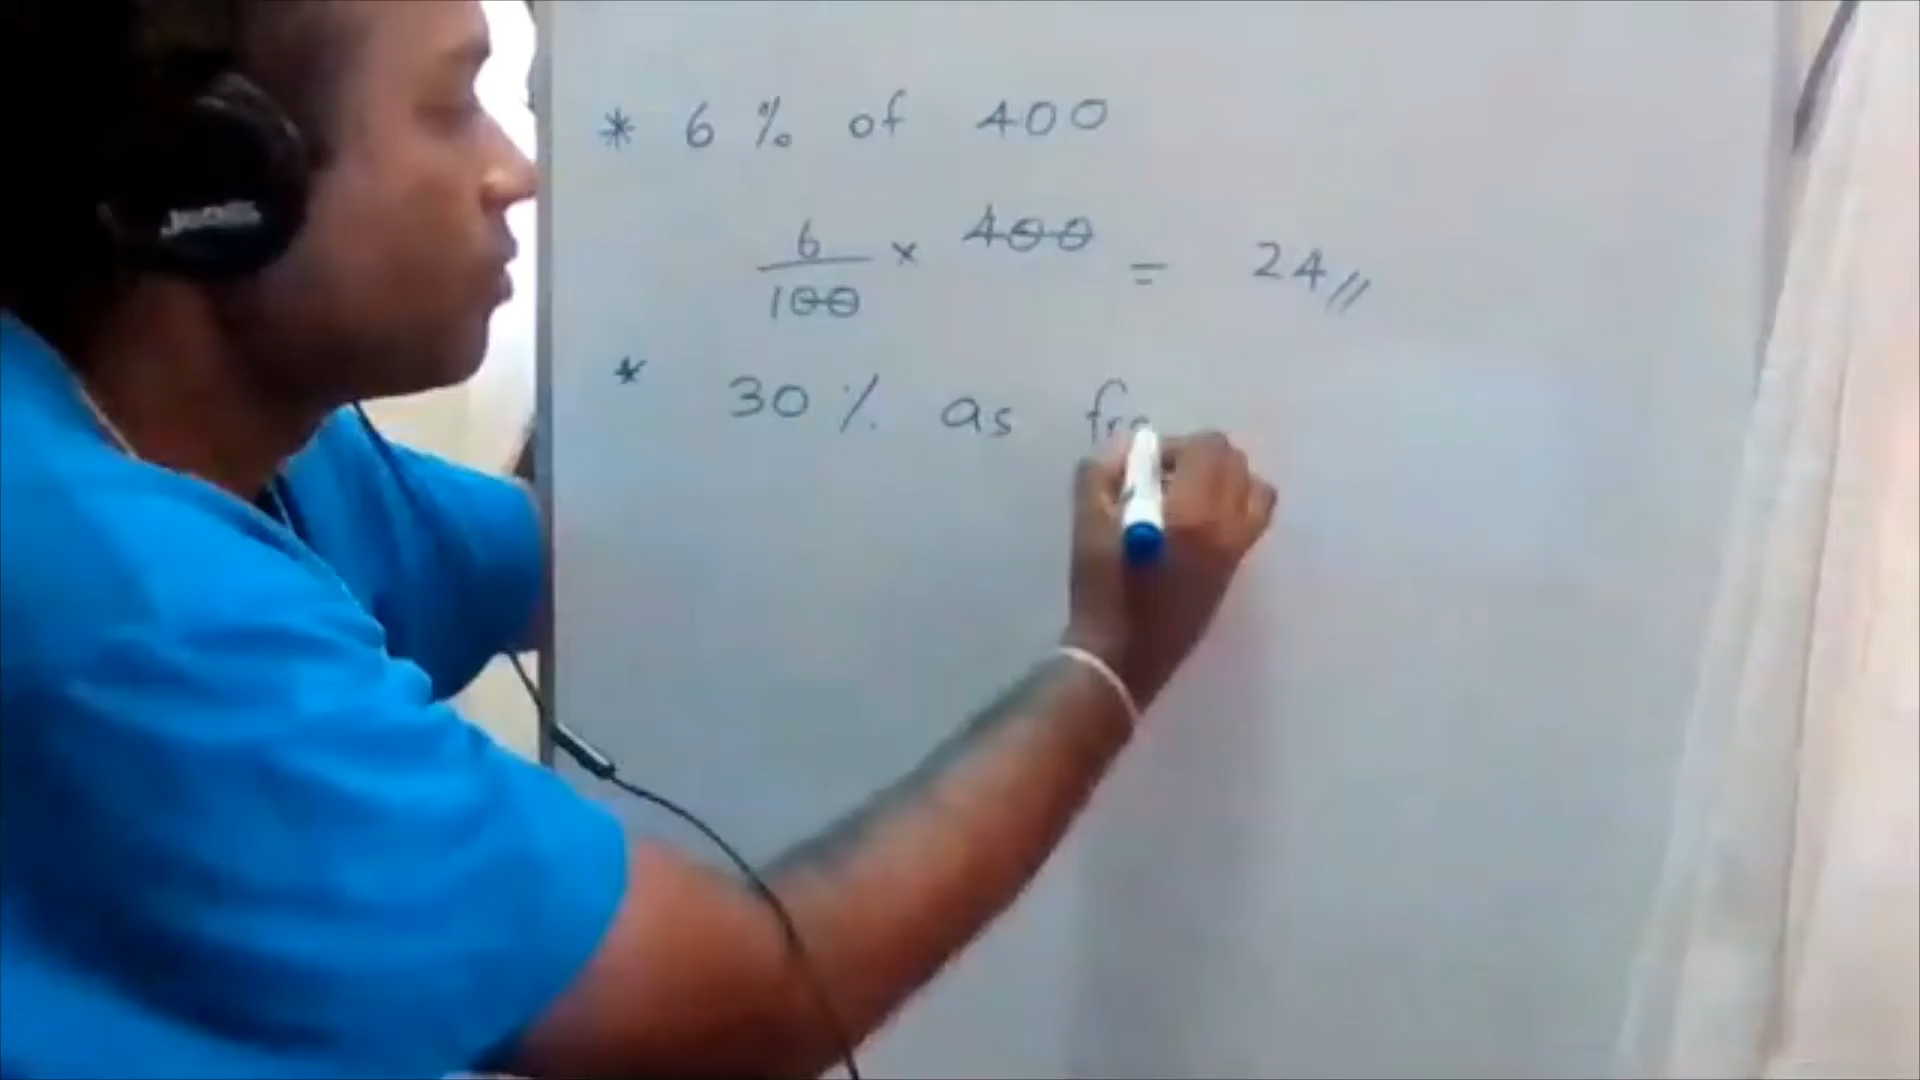 * 6 % of 400
6/100 × 400 = 24 //
* 30 % as fra